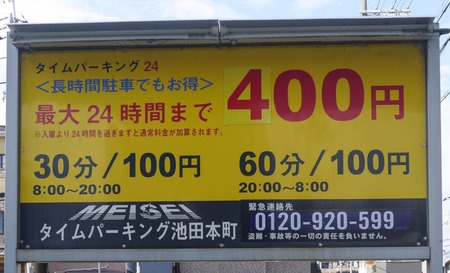 タイムパーキング24
＜長時間駐車でもお得＞
最大24時間まで 400円
※入庫より24時間を過ぎますと通常料金が加算されます。
30分/100円
8:00～20:00
60分/100円
20:00～8:00
MEISEI
タイムパーキング池田本町
緊急連絡先
0120-920-599
盗難・事故等の一切の責任を負いません。